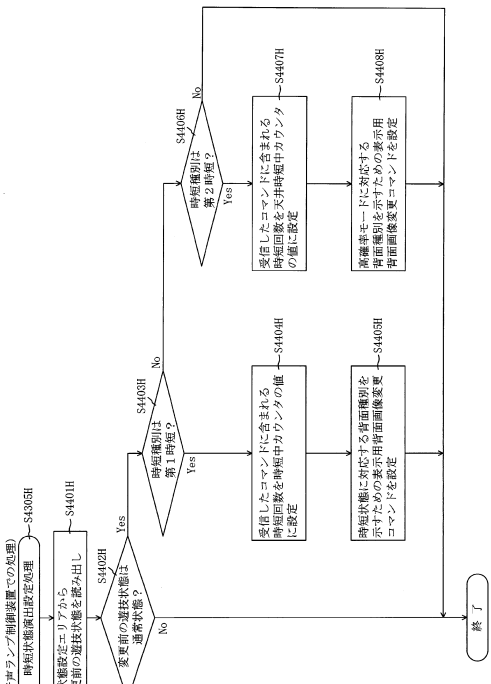 声ランプ制御装置での処理)
時短状態演出設定処理
S4305H
態設定エリアから
更前の遊技状態を読み出し
S4401H
変更前の遊技状態は
通常状態?
S4402H
Yes
No
時短種別は
第1時短?
S4403H
Yes
No
受信したコマンドに含まれる
時短回数を時短中カウンタの値
に設定
S4404H
時短状態に対応する背面種別を
示すための表示用背面画像変更
コマンドを設定
S4405H
時短種別は
第2時短?
S4406H
Yes
No
受信したコマンドに含まれる
時短回数を天井時短中カウンタ
の値に設定
S4407H
高確率モードに対応する
背面種別を示すための表示用
背面画像変更コマンドを設定
S4408H
終了